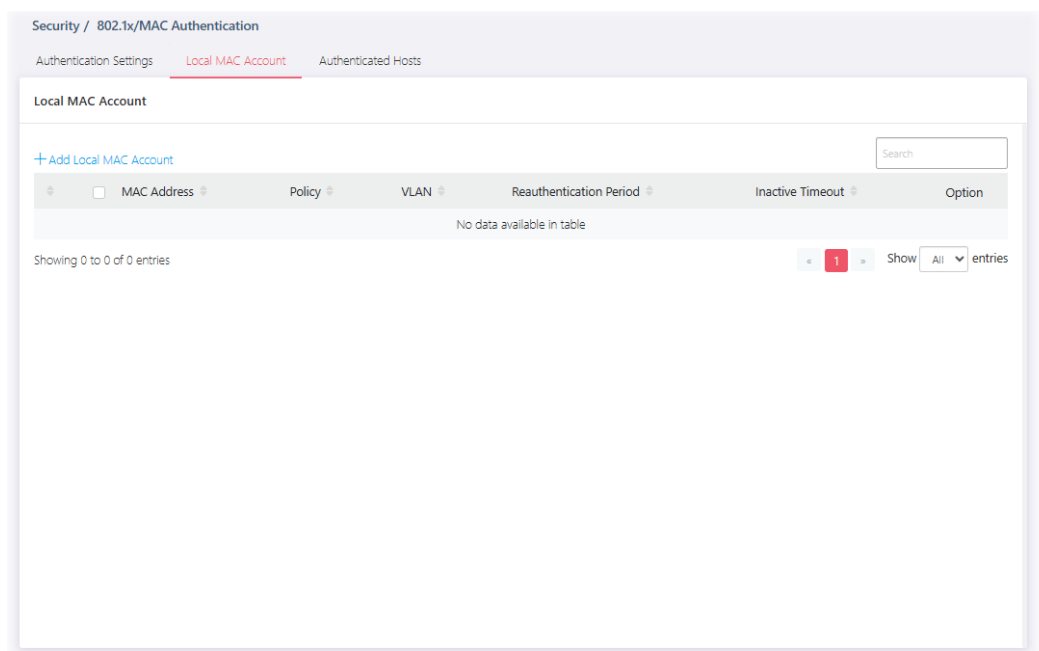 Security / 802.1x/MAC Authentication
Authentication Settings Local MAC Account Authenticated Hosts
Local MAC Account
+Add Local MAC Account Search
MAC Address Policy VLAN Reauthentication Period Inactive Timeout Option
No data available in table
Showing 0 to 0 of 0 entries « 1 » Show All entries